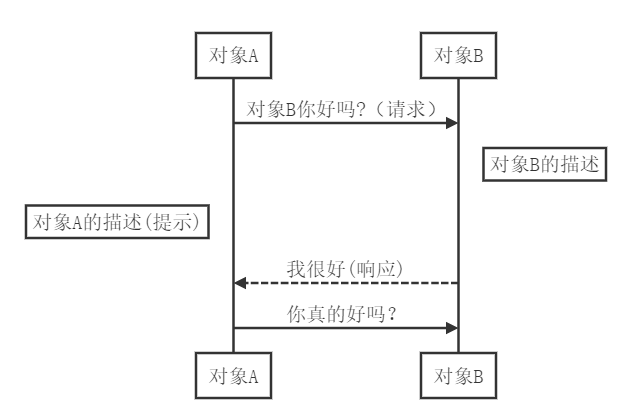 对象A
对象B
对象B你好吗?（请求）
对象B的描述
对象A的描述(提示)
我很好(响应)
你真的好吗？
对象A
对象B